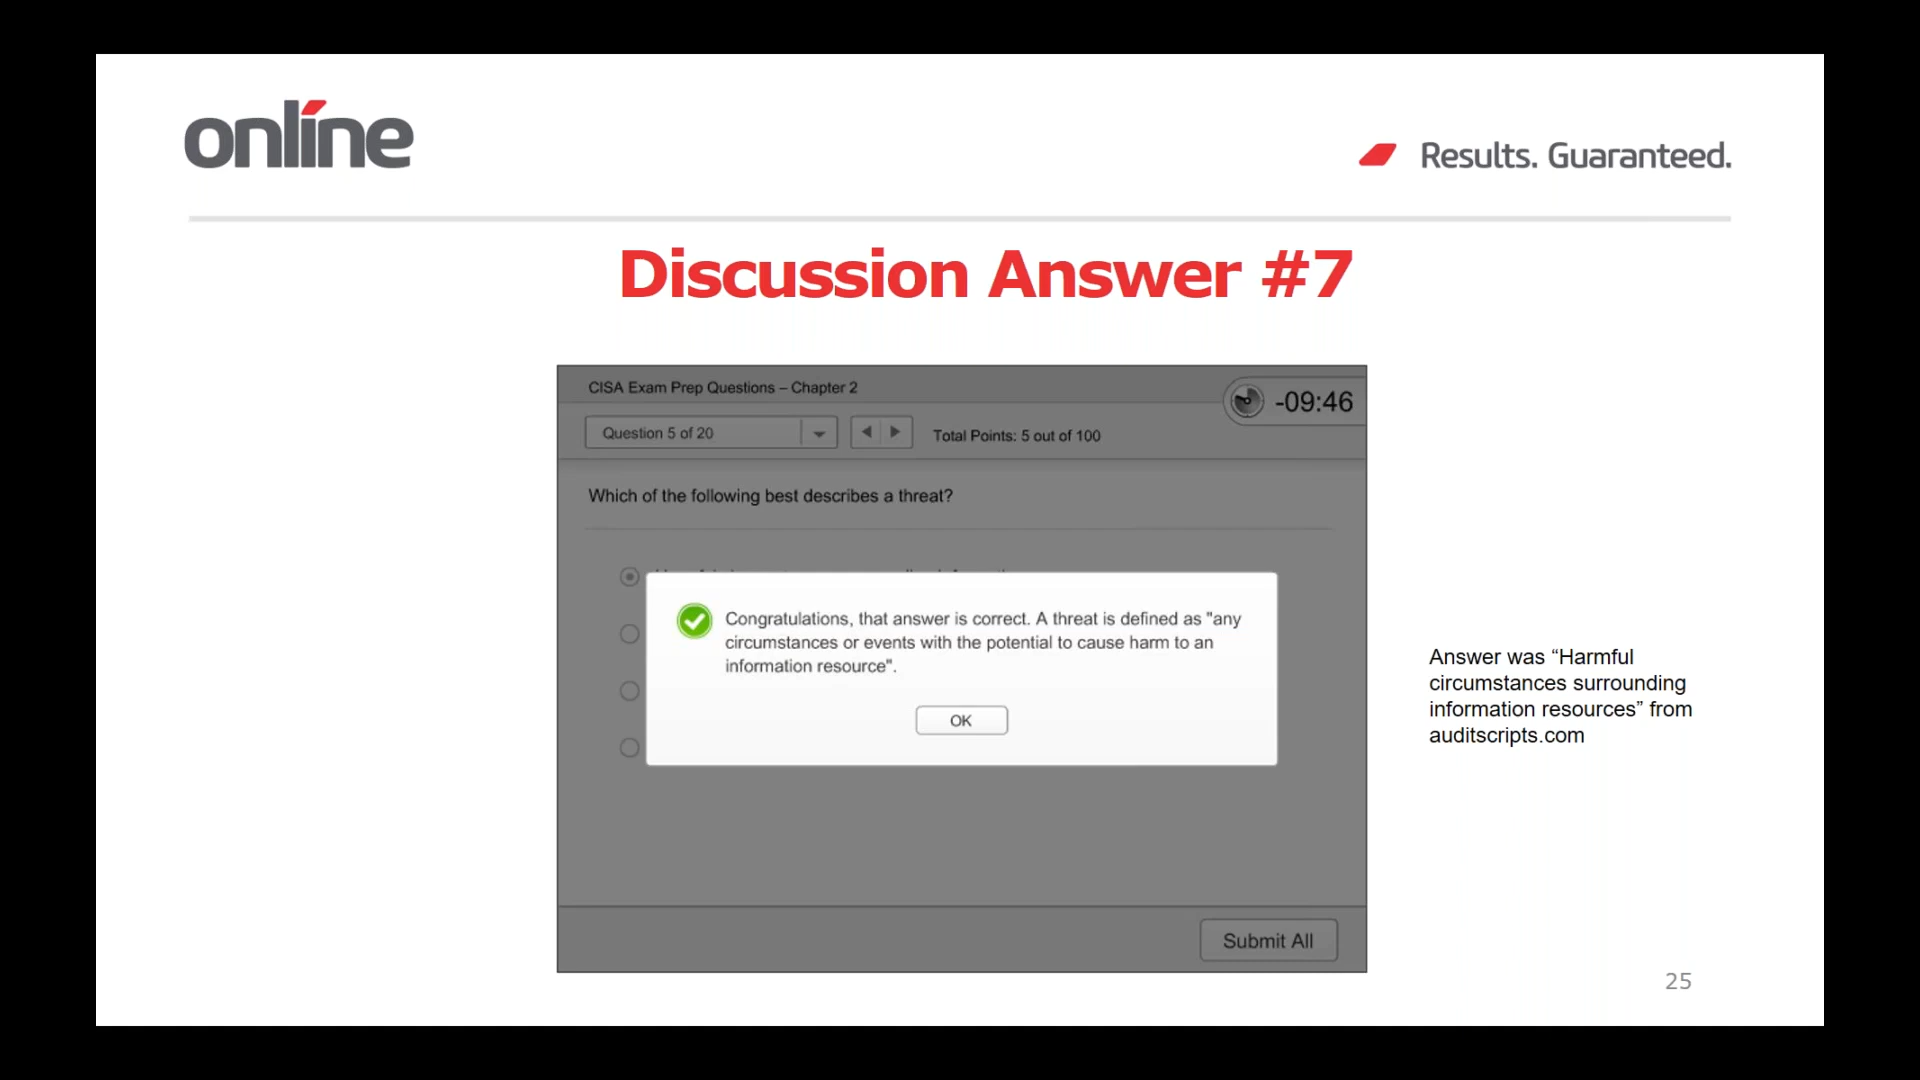 online
Results. Guaranteed.
Discussion Answer #7
CISA Exam Prep Questions – Chapter 2
-09:46
Question 5 of 20
Total Points: 5 out of 100
Which of the following best describes a threat?
Congratulations, that answer is correct. A threat is defined as "any
circumstances or events with the potential to cause harm to an
information resource".
OK
Answer was “Harmful
circumstances surrounding
information resources” from
auditscripts.com
Submit All
25